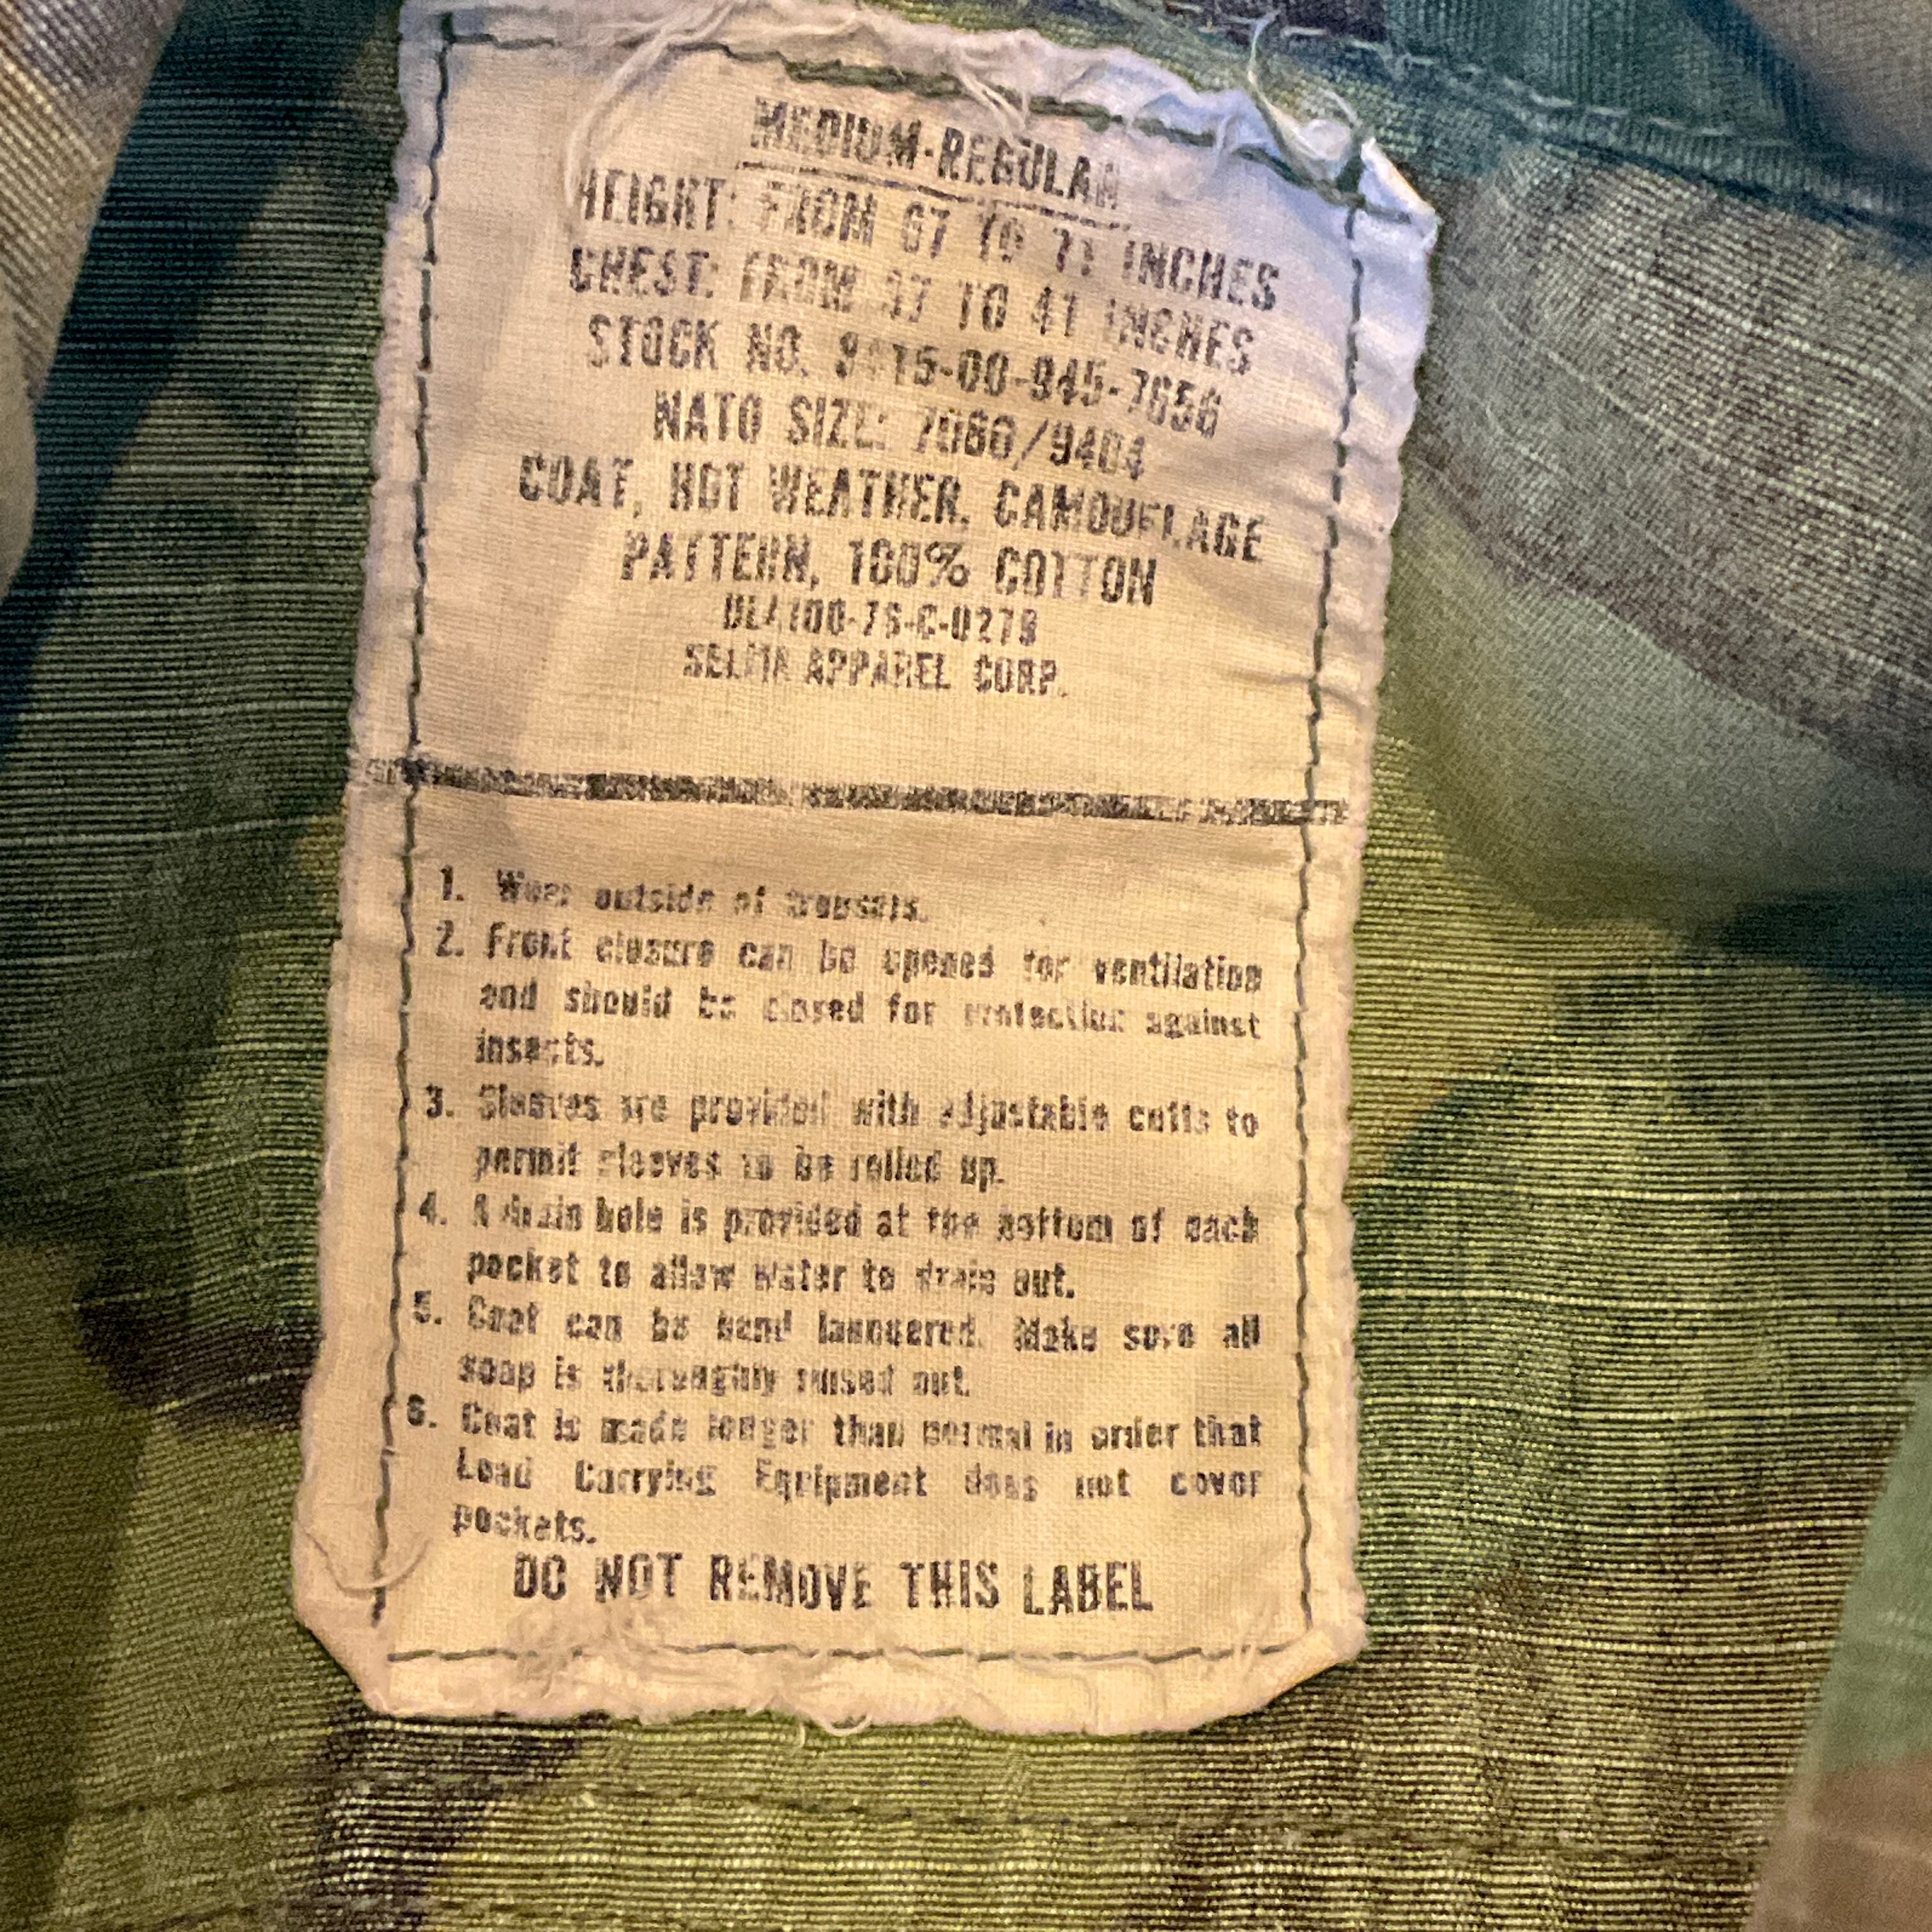 MEDIUM-REGULAR
HEIGHT: FROM 67 TO 71 INCHES
CHEST: FROM 37 TO 41 INCHES
STOCK NO. 8415-00-945-7656
NATO SIZE: 7080/9404
COAT, HOT WEATHER, CAMOUFLAGE
PATTERN, 100% COTTON
SELMA APPAREL CORP.
1. Wear outside of trousers.
2. Front closure can be opened for ventilation
and should be closed for protection against
insects.
3. Sleeves are provided with adjustable cuffs to
permit sleeves to be rolled up.
4. A drain hole is provided at the bottom of each
pocket to allow water to drain out.
5. Coat can be hand laundered. Make sure all
soap is thoroughly rinsed out.
6. Coat is made longer than normal in order that
Load Carrying Equipment does not cover
pockets.
DO NOT REMOVE THIS LABEL